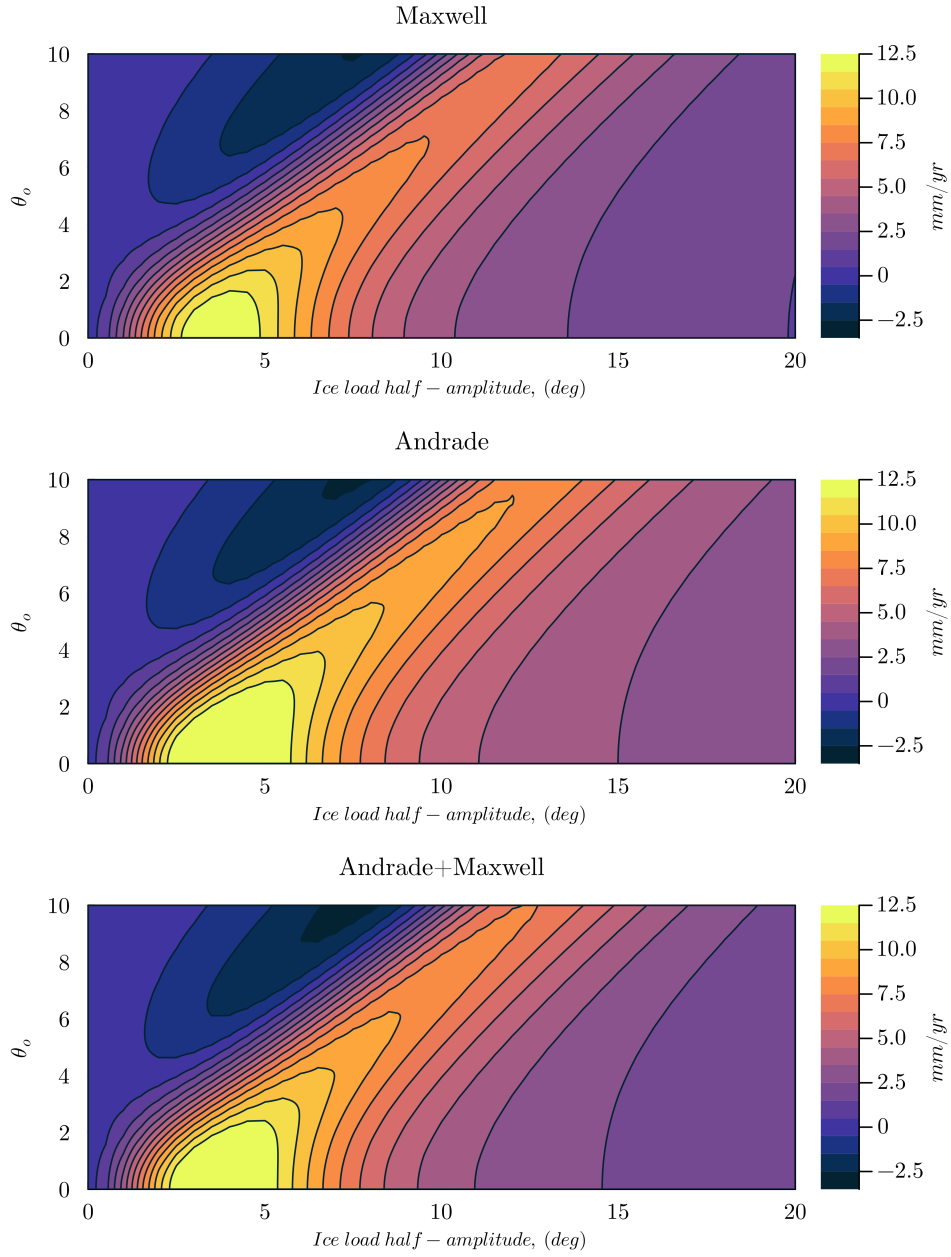 Maxwell
10
8
6
4
2
0
θₒ
0 5 10 15 20
Ice load half − amplitude, (deg)
12.5
10.0
7.5
5.0
2.5
0
−2.5
mm/yr
Andrade
10
8
6
4
2
0
θₒ
0 5 10 15 20
Ice load half − amplitude, (deg)
12.5
10.0
7.5
5.0
2.5
0
−2.5
mm/yr
Andrade+Maxwell
10
8
6
4
2
0
θₒ
0 5 10 15 20
Ice load half − amplitude, (deg)
12.5
10.0
7.5
5.0
2.5
0
−2.5
mm/yr